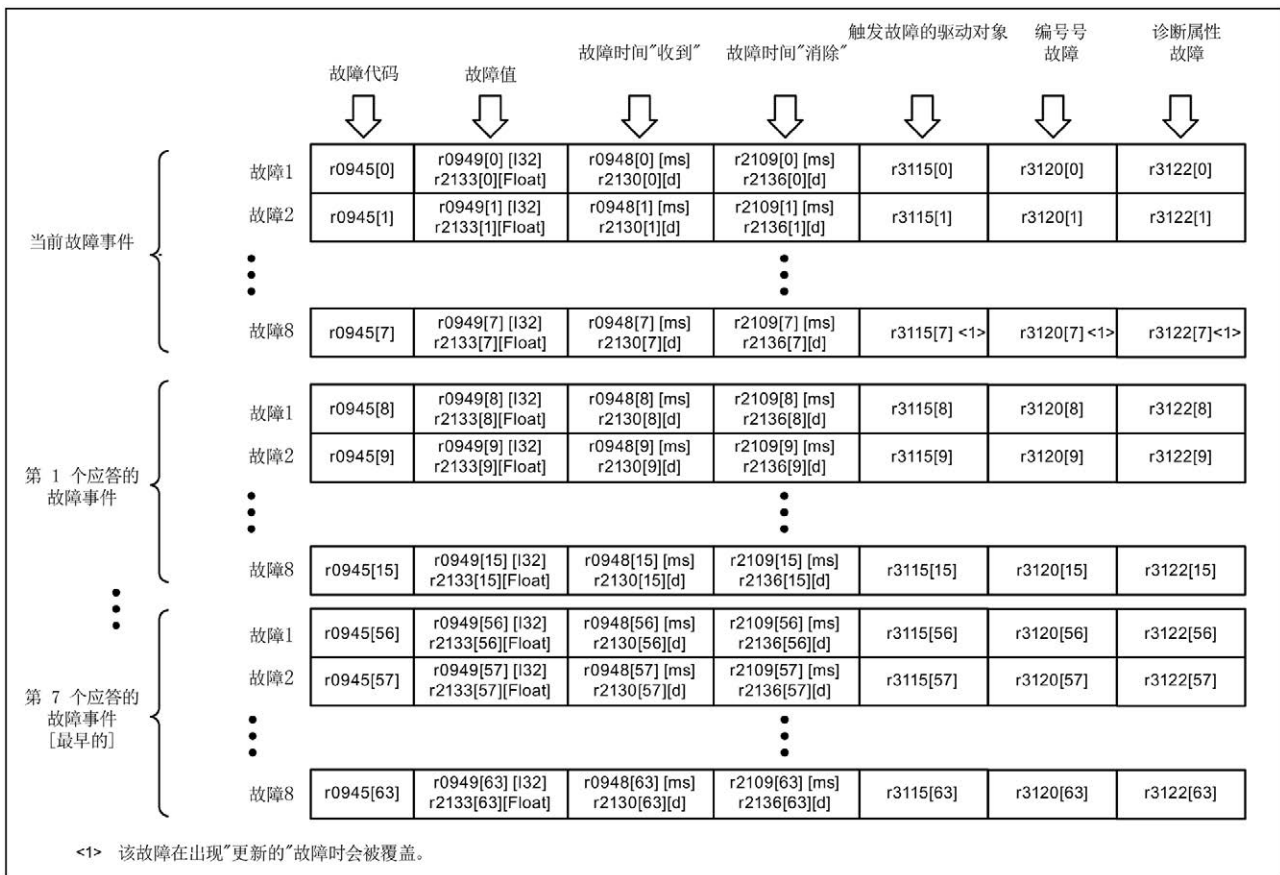 故障代码
故障值
故障时间"收到"
故障时间"消除"
触发故障的驱动对象
编号号
故障
诊断属性
故障
当前故障事件
故障1 r0945[0] r0949[0] [I32] r0948[0] [ms] r2109[0] [ms] r3115[0] r3120[0] r3122[0]
r2133[0][Float] r2130[0][d] r2136[0][d]
故障2 r0945[1] r0949[1] [I32] r0948[1] [ms] r2109[1] [ms] r3115[1] r3120[1] r3122[1]
r2133[1][Float] r2130[1][d] r2136[1][d]
故障8 r0945[7] r0949[7] [I32] r0948[7] [ms] r2109[7] [ms] r3115[7] <1> r3120[7] <1> r3122[7]<1>
r2133[7][Float] r2130[7][d] r2136[7][d]
第 1 个应答的
故障事件
故障1 r0945[8] r0949[8] [I32] r0948[8] [ms] r2109[8] [ms] r3115[8] r3120[8] r3122[8]
r2133[8][Float] r2130[8][d] r2136[8][d]
故障2 r0945[9] r0949[9] [I32] r0948[9] [ms] r2109[9] [ms] r3115[9] r3120[9] r3122[9]
r2133[9][Float] r2130[9][d] r2136[9][d]
故障8 r0945[15] r0949[15] [I32] r0948[15] [ms] r2109[15] [ms] r3115[15] r3120[15] r3122[15]
r2133[15][Float] r2130[15][d] r2136[15][d]
第 7 个应答的
故障事件
[最早的]
故障1 r0945[56] r0949[56] [I32] r0948[56] [ms] r2109[56] [ms] r3115[56] r3120[56] r3122[56]
r2133[56][Float] r2130[56][d] r2136[56][d]
故障2 r0945[57] r0949[57] [I32] r0948[57] [ms] r2109[57] [ms] r3115[57] r3120[57] r3122[57]
r2133[57][Float] r2130[57][d] r2136[57][d]
故障8 r0945[63] r0949[63] [I32] r0948[63] [ms] r2109[63] [ms] r3115[63] r3120[63] r3122[63]
r2133[63][Float] r2130[63][d] r2136[63][d]
<1> 该故障在出现"更新的"故障时会被覆盖。